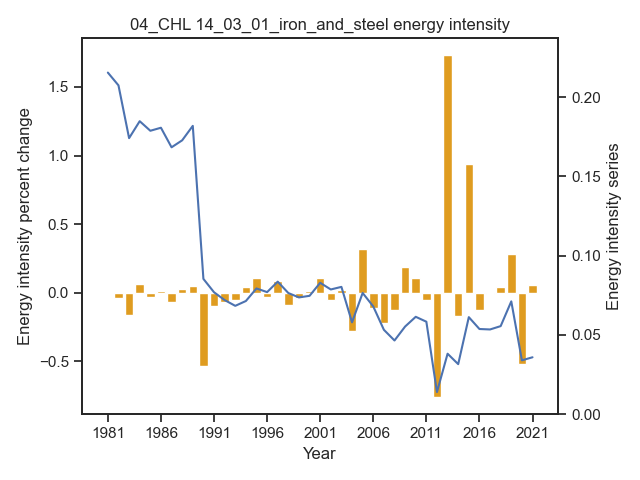 04_CHL 14_03_01_iron_and_steel energy intensity
Energy intensity percent change
1.5
1.0
0.5
0.0
−0.5
0.20
0.15
0.10
0.05
0.00
Energy intensity series
1981 1986 1991 1996 2001 2006 2011 2016 2021
Year